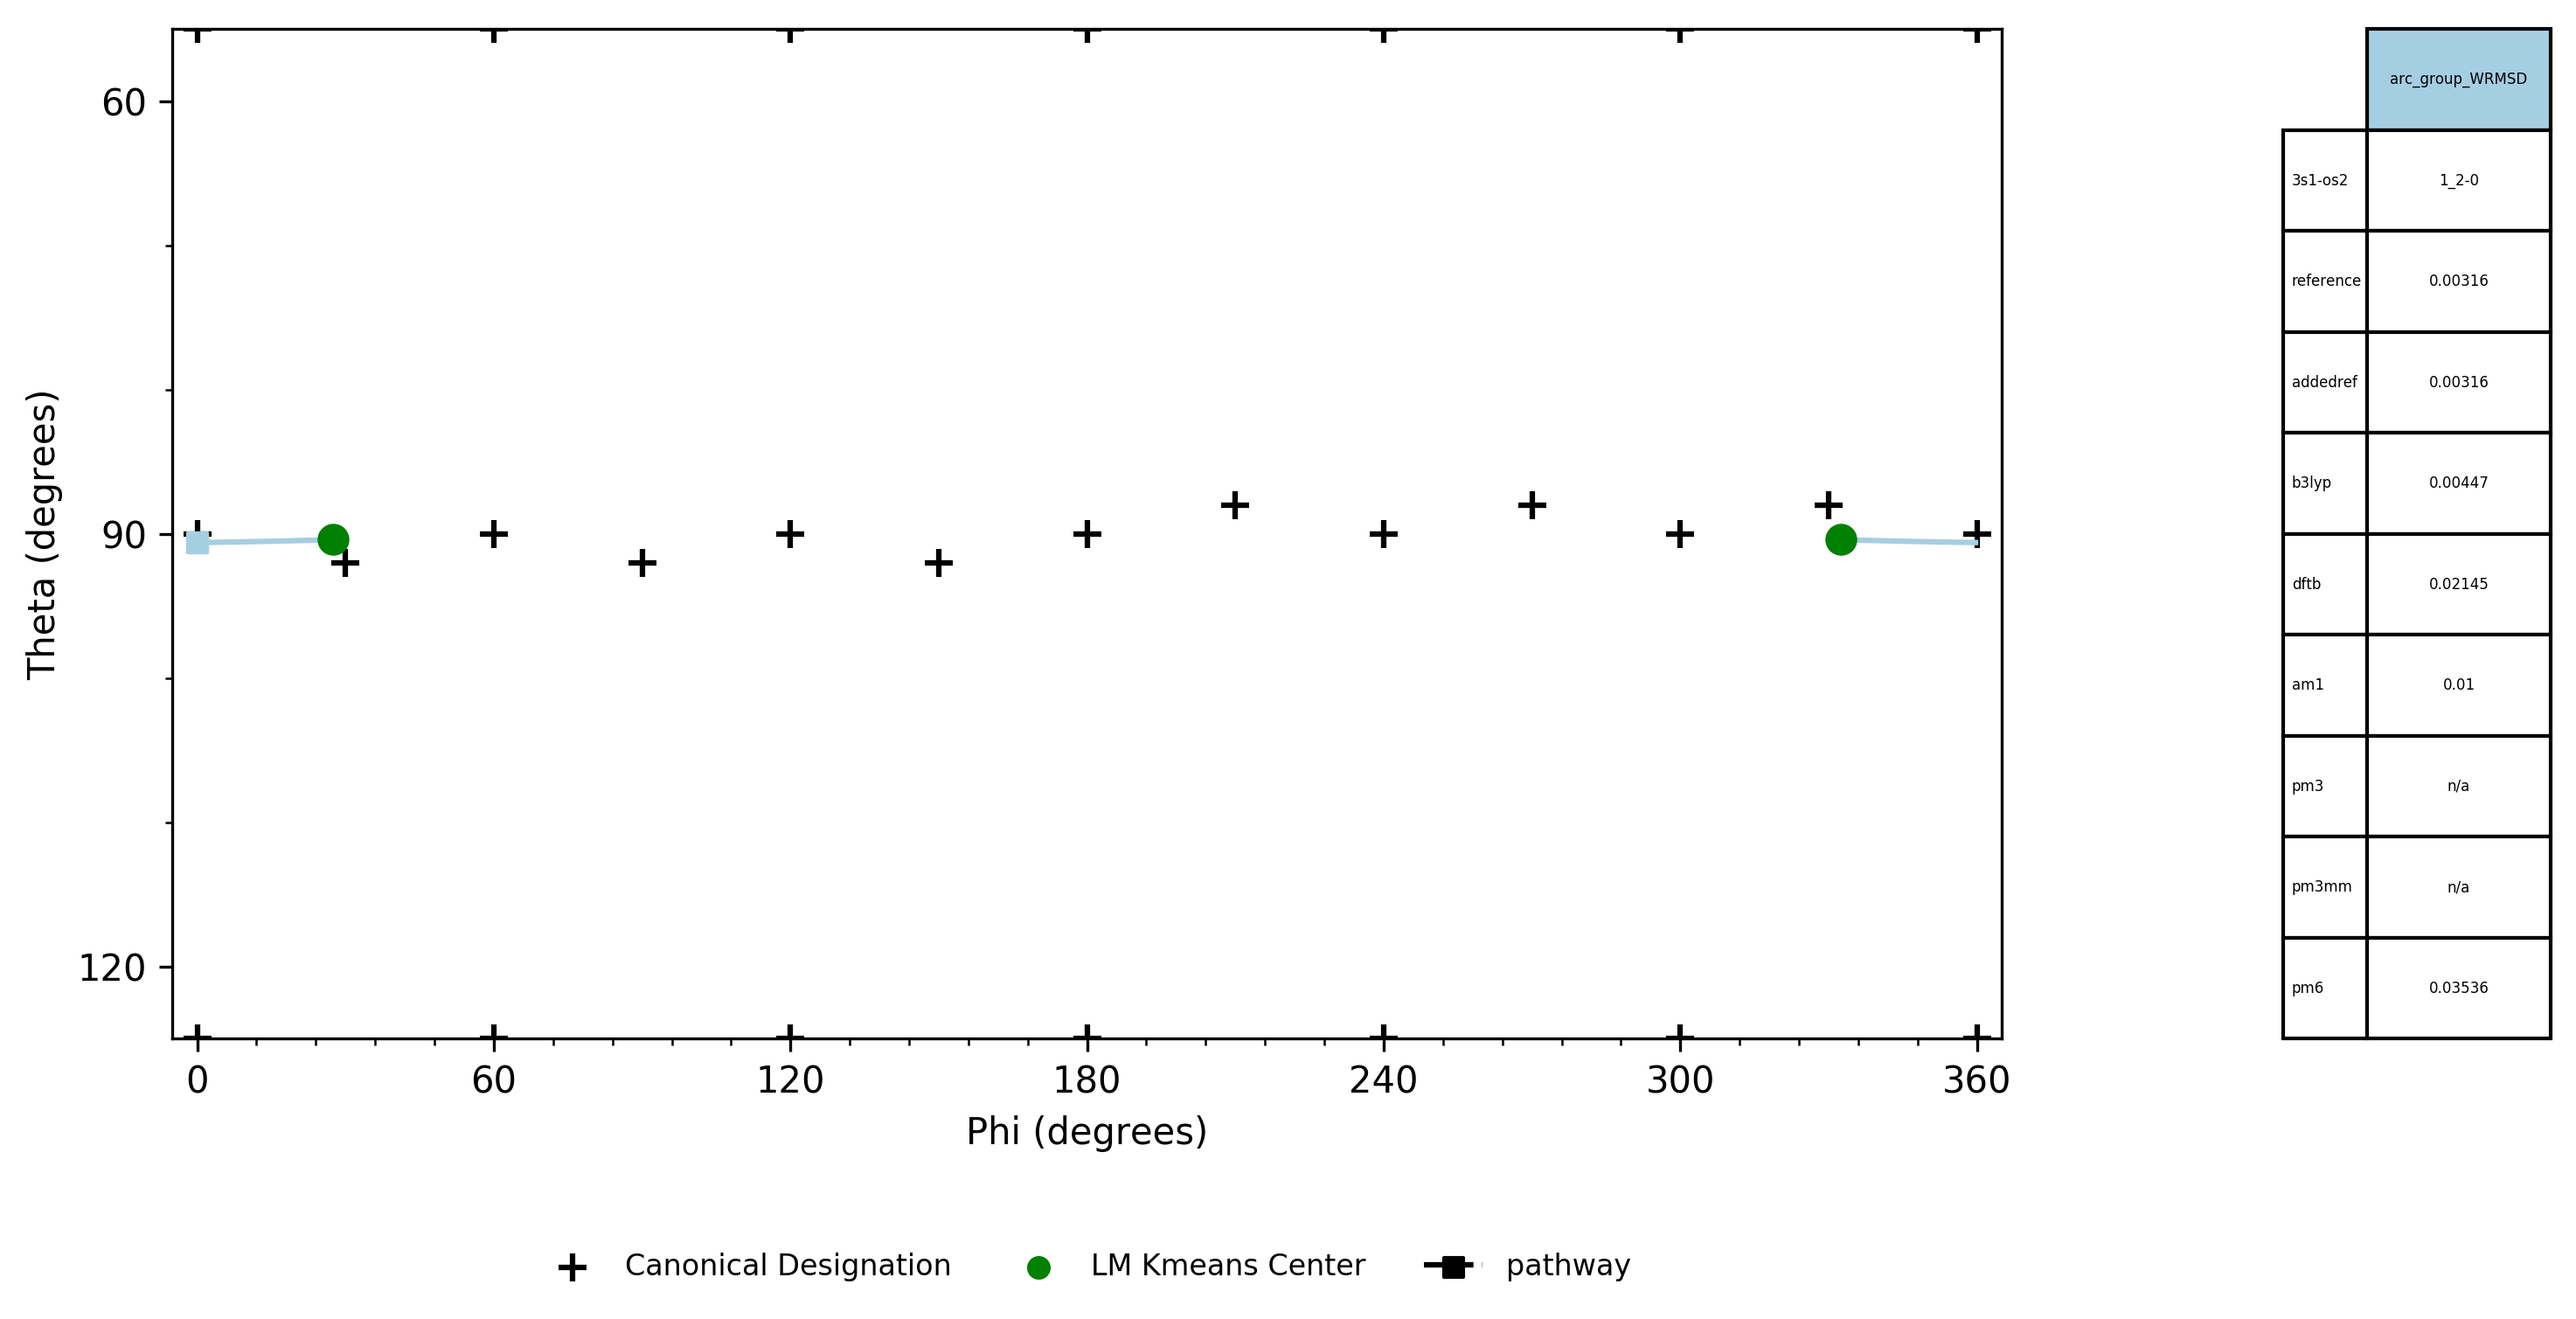 60
90
120
Theta (degrees)
0 60 120 180 240 300 360
Phi (degrees)
Canonical Designation LM Kmeans Center pathway
arc_group_WRMSD
3s1-os2 1_2-0
reference 0.00316
addedref 0.00316
b3lyp 0.00447
dftb 0.02145
am1 0.01
pm3 n/a
pm3mm n/a
pm6 0.03536